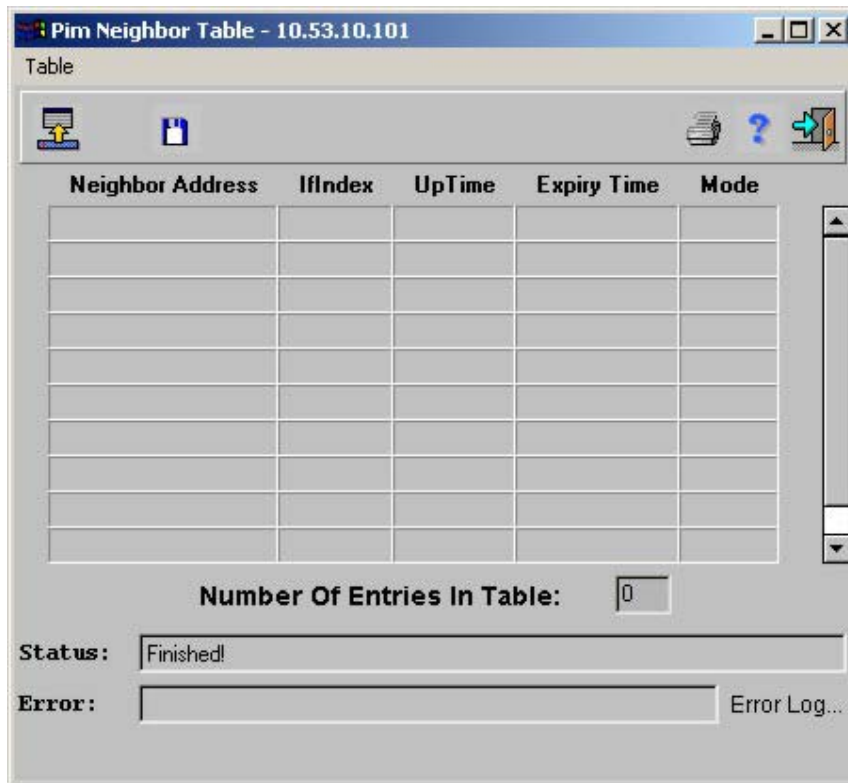 Pim Neighbor Table - 10.53.10.101
Table
?
Neighbor Address IfIndex UpTime Expiry Time Mode
Number Of Entries In Table: 0
Status: Finished!
Error: Error Log...